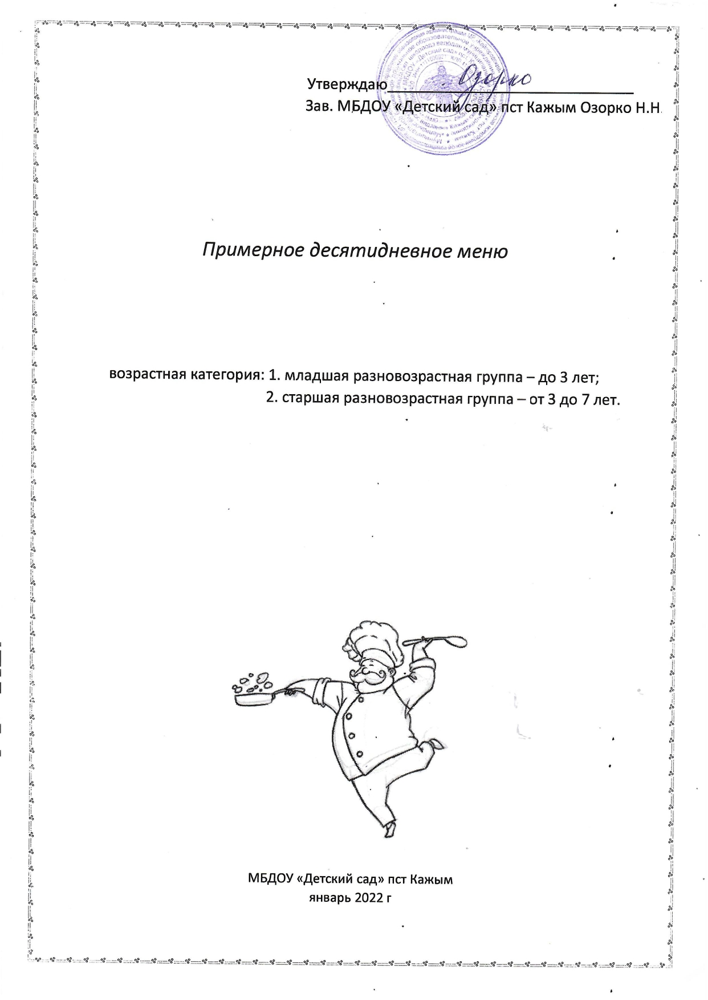 Утверждаю
Озорко
Зав. МБДОУ «Детский сад» пст Кажым Озорко Н.Н.
Примерное десятидневное меню
возрастная категория: 1. младшая разновозрастная группа – до 3 лет;
2. старшая разновозрастная группа – от 3 до 7 лет.
МБДОУ «Детский сад» пст Кажым
январь 2022 г